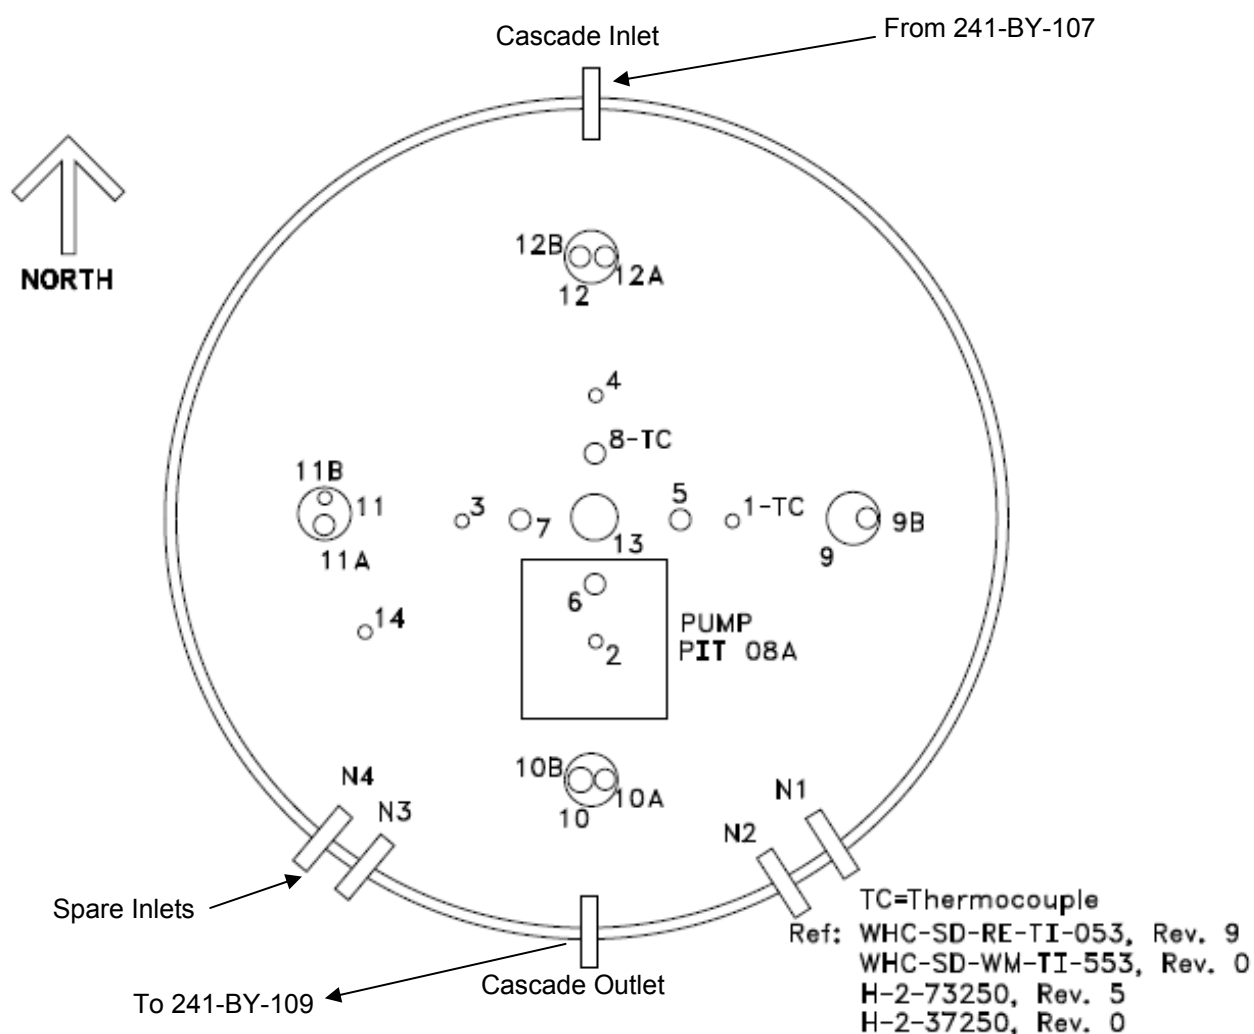 Cascade Inlet
From 241-BY-107
NORTH
12B
12A
12
4
8-TC
11B
11
11A
3
7
13
5
1-TC
9B
9
14
6
2
PUMP
PIT 08A
10B
10A
10
N4
N3
N2
N1
Spare Inlets
To 241-BY-109
Cascade Outlet
TC=Thermocouple
Ref: WHC-SD-RE-TI-053, Rev. 9
WHC-SD-WM-TI-553, Rev. 0
H-2-73250, Rev. 5
H-2-37250, Rev. 0